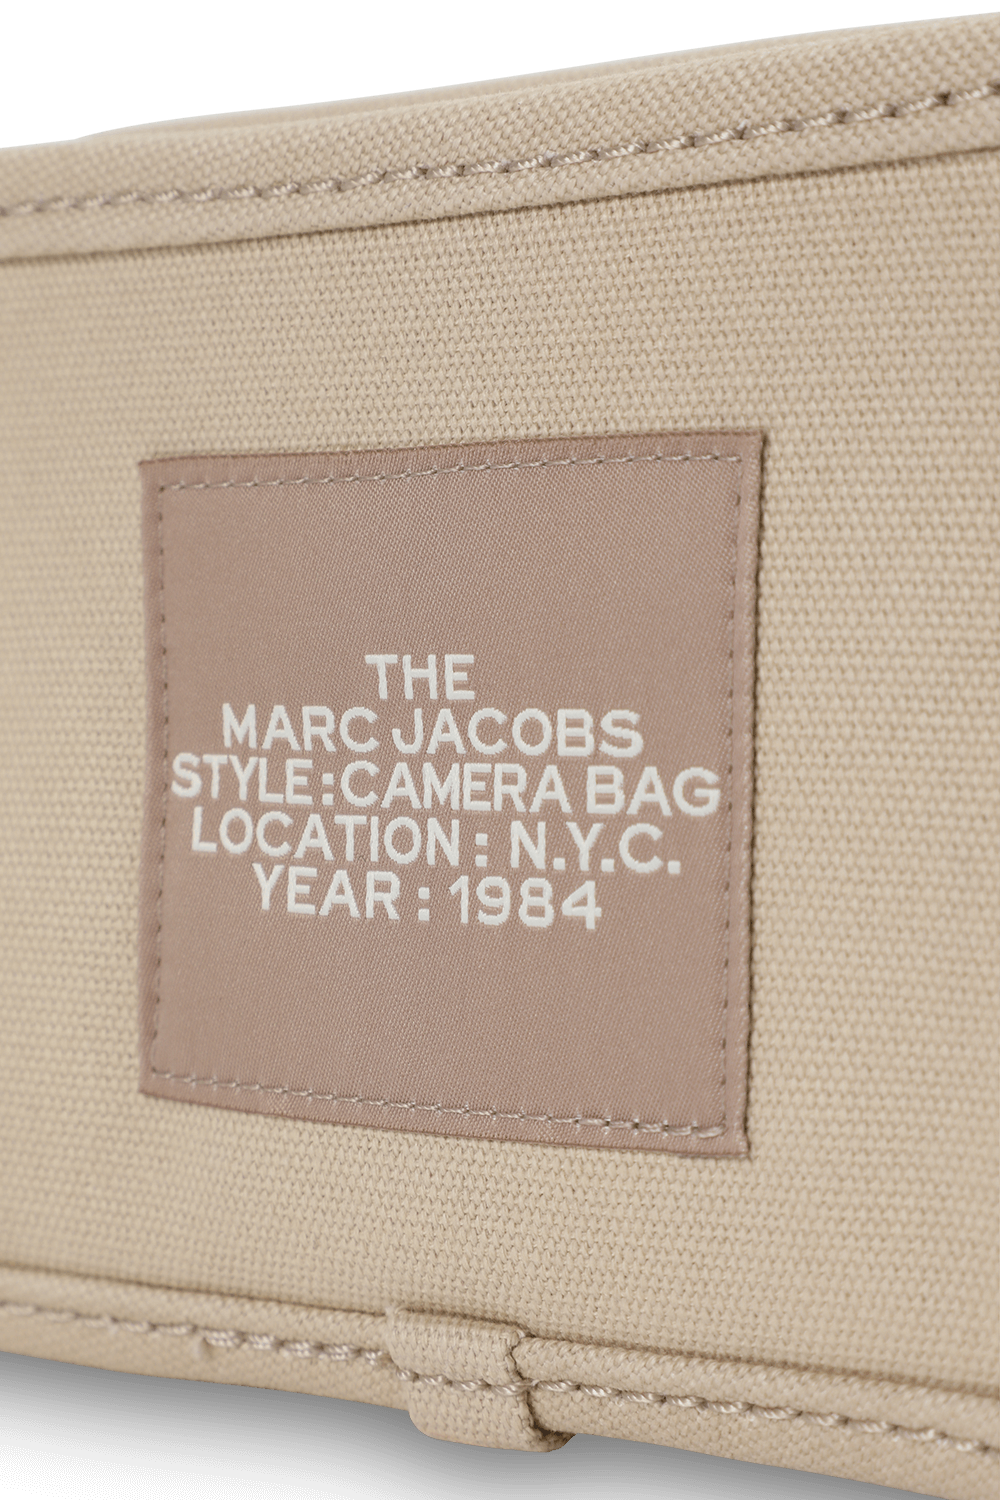 THE
MARC JACOBS
STYLE:CAMERA BAG
LOCATION : N.Y.C.
YEAR : 1984